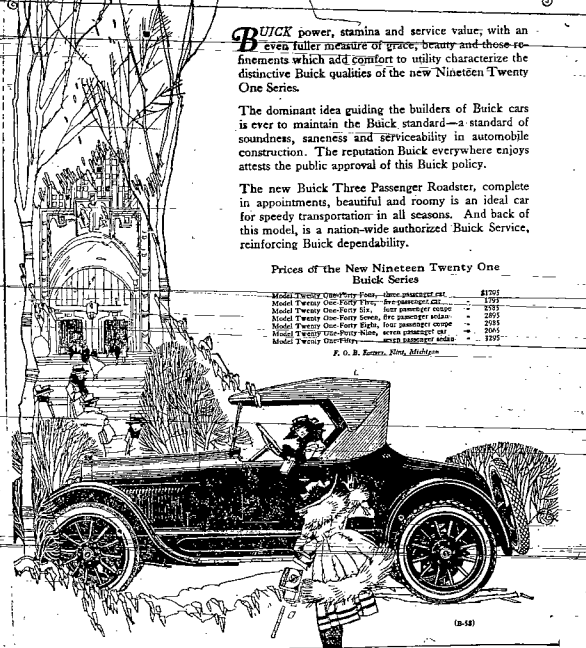 BUICK power, stamina and service value, with an
even fuller measure of grace, beauty and those re-
finements which add comfort to utility characterize the
distinctive Buick qualities of the new Nineteen Twenty
One Series.
The dominant idea guiding the builders of Buick cars
is ever to maintain the Buick standard—a standard of
soundness, saneness and serviceability in automobile
construction. The reputation Buick everywhere enjoys
attests the public approval of this Buick policy.
The new Buick Three Passenger Roadster, complete
in appointments, beautiful and roomy is an ideal car
for speedy transportation in all seasons. And back of
this model, is a nation-wide authorized Buick Service,
reinforcing Buick dependability.
Prices of the New Nineteen Twenty One
Buick Series
Model Twenty One-Forty Four, three passenger car $1795
Model Twenty One-Forty Five, five passenger car 1795
Model Twenty One-Forty Six, four passenger coupe 2585
Model Twenty One-Forty Seven, five passenger sedan 2895
Model Twenty One-Forty Eight, four passenger coupe 2985
Model Twenty One-Forty Nine, seven passenger car 2065
Model Twenty One-Fifty, seven passenger sedan 3295
F. O. B. Factory, Flint, Michigan
(B-58)